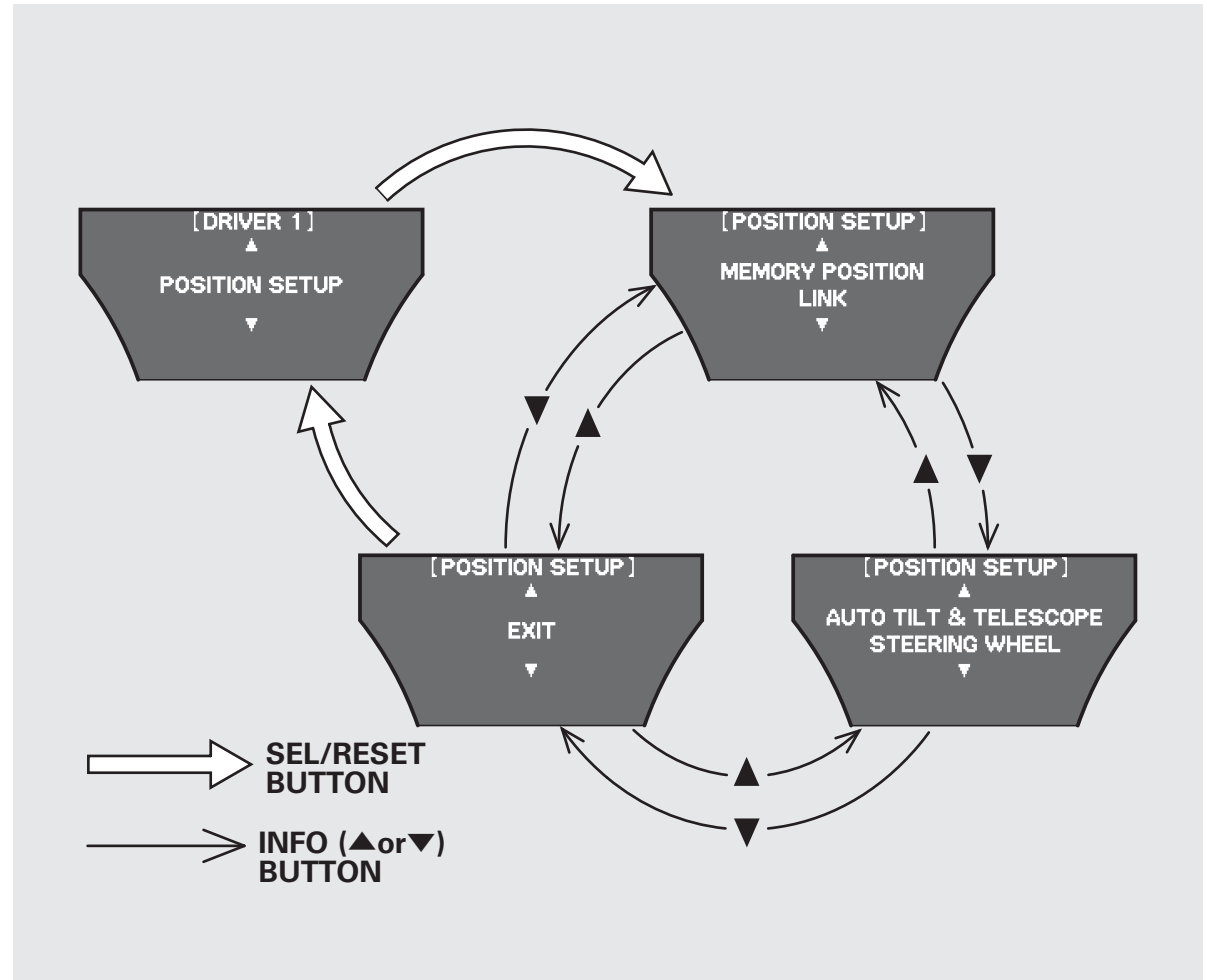 [DRIVER 1]
▲
POSITION SETUP
▼
[POSITION SETUP]
▲
MEMORY POSITION
LINK
▼
▼
▲
▲
▼
[POSITION SETUP]
▲
EXIT
▼
[POSITION SETUP]
▲
AUTO TILT & TELESCOPE
STEERING WHEEL
▼
▲
▼
SEL/RESET
BUTTON
INFO (▲or▼)
BUTTON